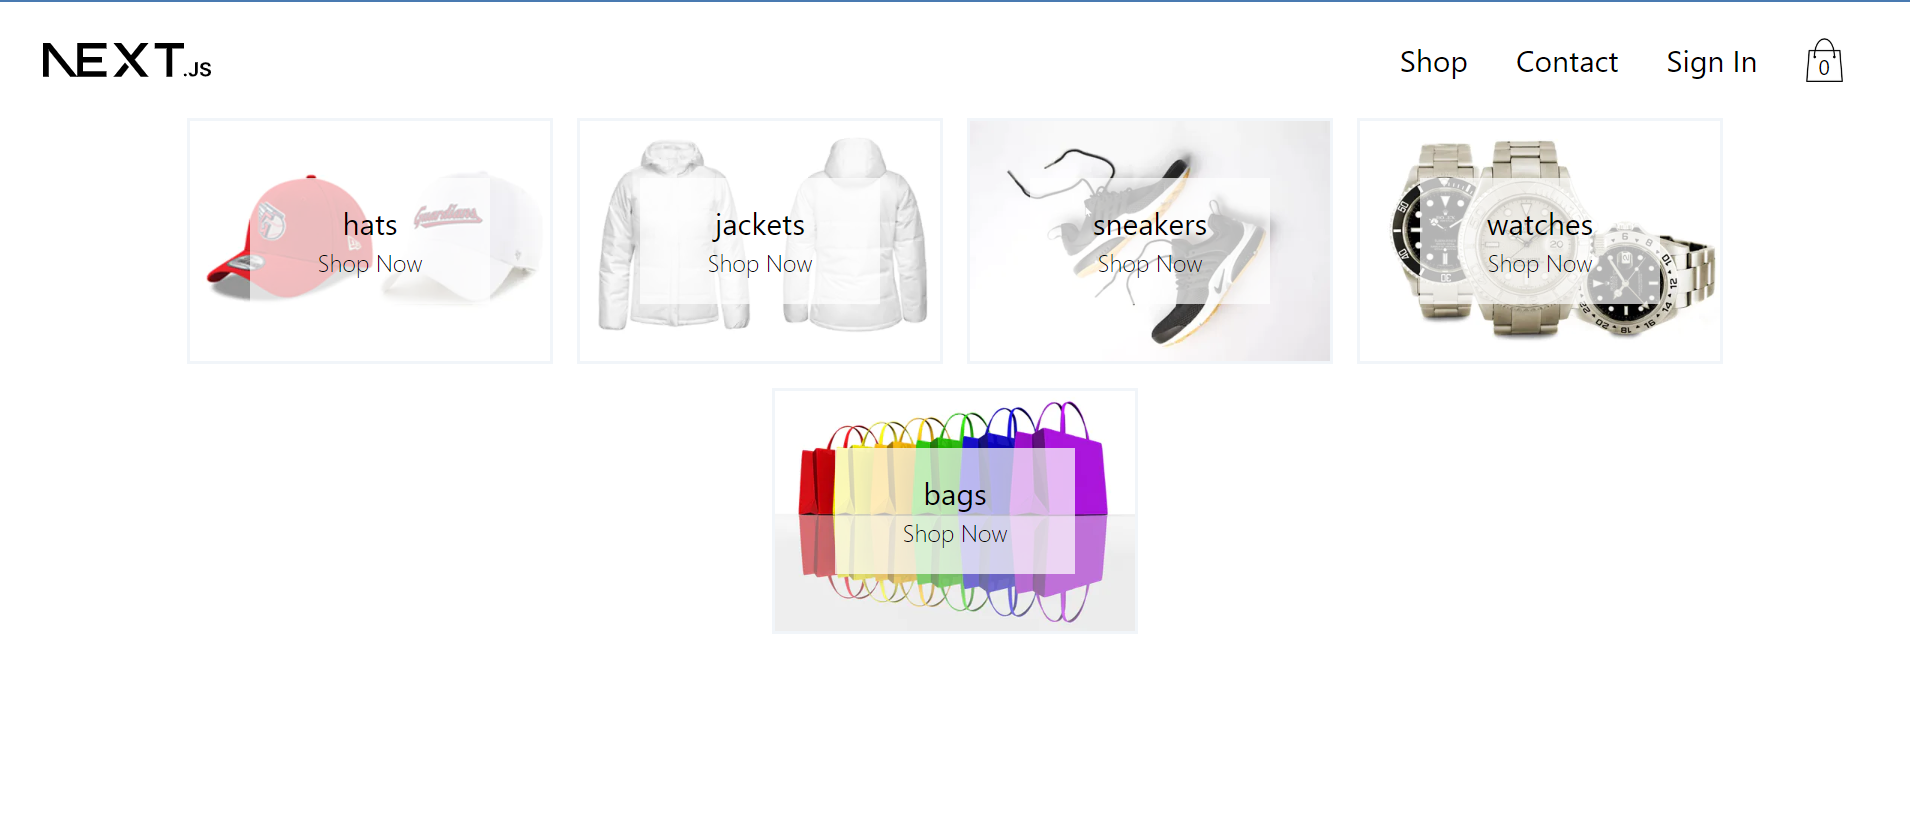 NEXT.JS
Shop Contact Sign In 0
hats
Shop Now
Guardians
jackets
Shop Now
sneakers
Shop Now
watches
Shop Now
bags
Shop Now